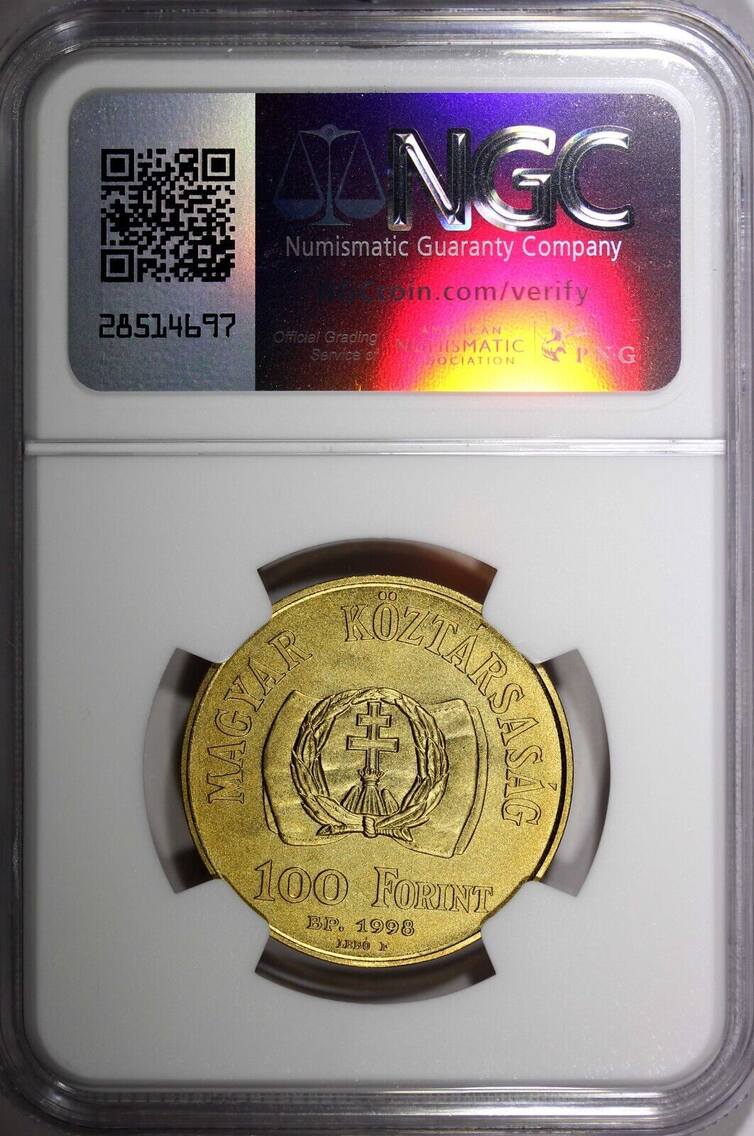 NGC
Numismatic Guaranty Company
NGCcoin.com/verify
28514697
Official Grading
Service of
AMERICAN
NUMISMATIC
ASSOCIATION
PNG
MAGYAR KÖZTÁRSASÁG
100 FORINT
BP. 1998